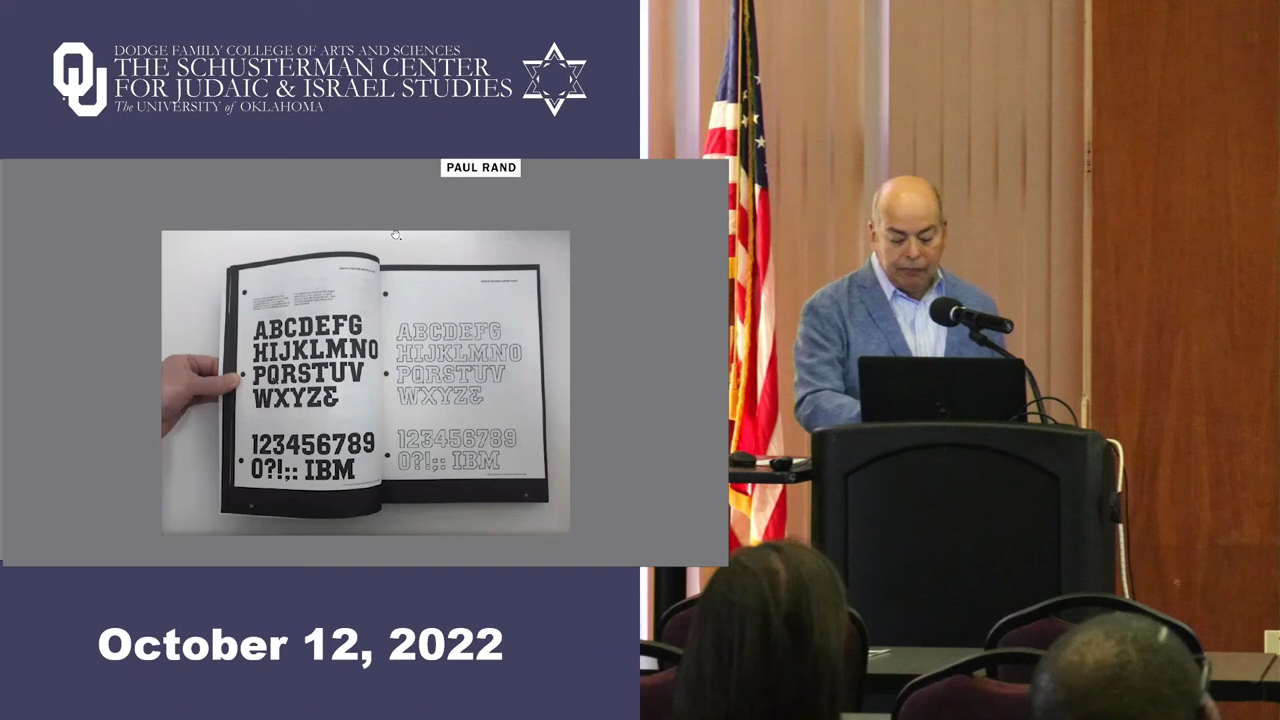 OU
DODGE FAMILY COLLEGE OF ARTS AND SCIENCES
THE SCHUSTERMAN CENTER
FOR JUDAIC & ISRAEL STUDIES
The UNIVERSITY of OKLAHOMA
PAUL RAND
ABCDEFG
HIJKLMNO
PQRSTUV
WXYZ&
123456789
0?!;: IBM
ABCDEFG
HIJKLMNO
PQRSTUV
WXYZ&
123456789
0?!;: IBM
October 12, 2022